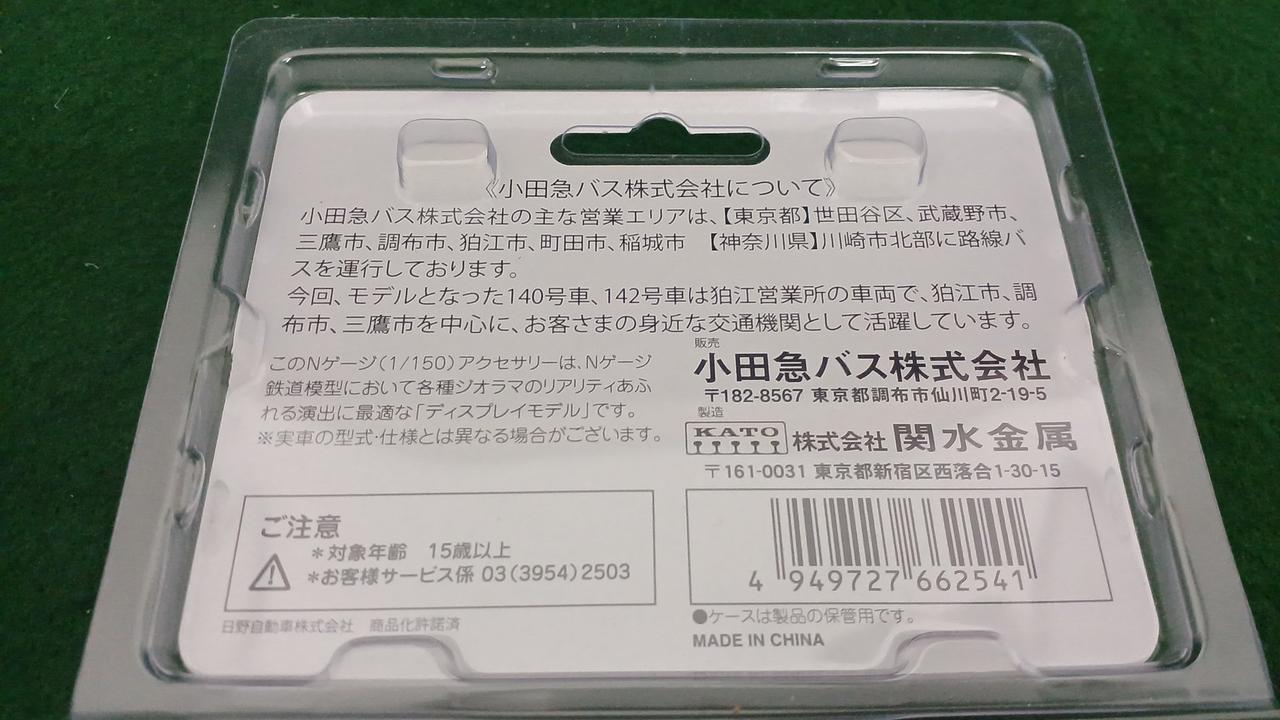 《小田急バス株式会社について》
小田急バス株式会社の主な営業エリアは、【東京都】世田谷区、武蔵野市、
三鷹市、調布市、狛江市、町田市、稲城市　【神奈川県】川崎市北部に路線バ
スを運行しております。
今回、モデルとなった140号車、142号車は狛江営業所の車両で、狛江市、調
布市、三鷹市を中心に、お客さまの身近な交通機関として活躍しています。
このNゲージ(1/150)アクセサリーは、Nゲージ
鉄道模型において各種ジオラマのリアリティあふ
れる演出に最適な「ディスプレイモデル」です。
※実車の型式・仕様とは異なる場合がございます。
販売
小田急バス株式会社
〒182-8567 東京都調布市仙川町2-19-5
製造
KATO 株式会社 関水金属
〒161-0031 東京都新宿区西落合1-30-15
ご注意
＊対象年齢　15歳以上
＊お客様サービス係 03(3954)2503
日野自動車株式会社　商品化許諾済
4 949727 662541
●ケースは製品の保管用です。
MADE IN CHINA